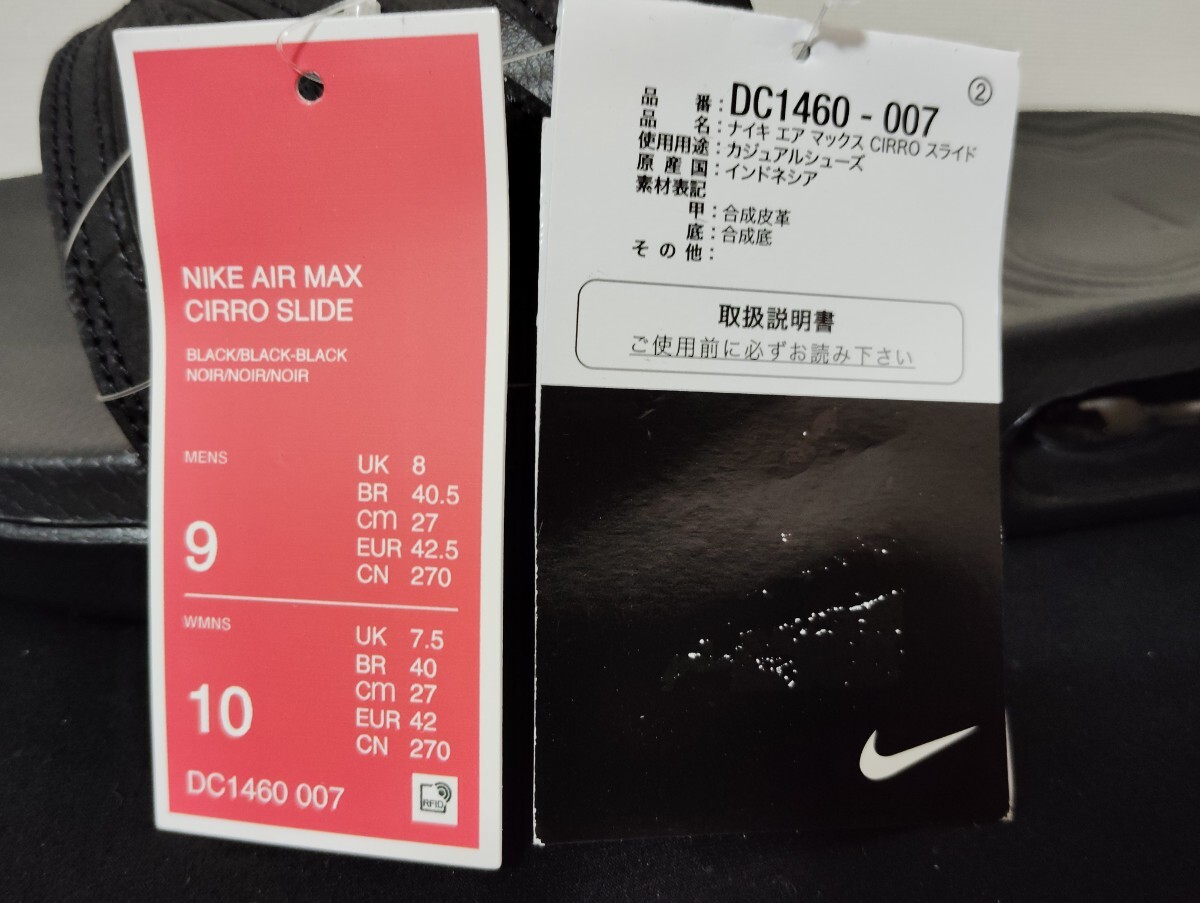 NIKE AIR MAX
CIRRO SLIDE
BLACK/BLACK-BLACK
NOIR/NOIR/NOIR
MENS
9
UK 8
BR 40.5
cm 27
EUR 42.5
CN 270
WMNS
10
UK 7.5
BR 40
cm 27
EUR 42
CN 270
DC1460 007
RFID
②
品番：DC1460 - 007
品名：ナイキ エア マックス CIRRO スライド
使用用途：カジュアルシューズ
原産国：インドネシア
素材表記
甲：合成皮革
底：合成底
その他：
取扱説明書
ご使用前に必ずお読み下さい